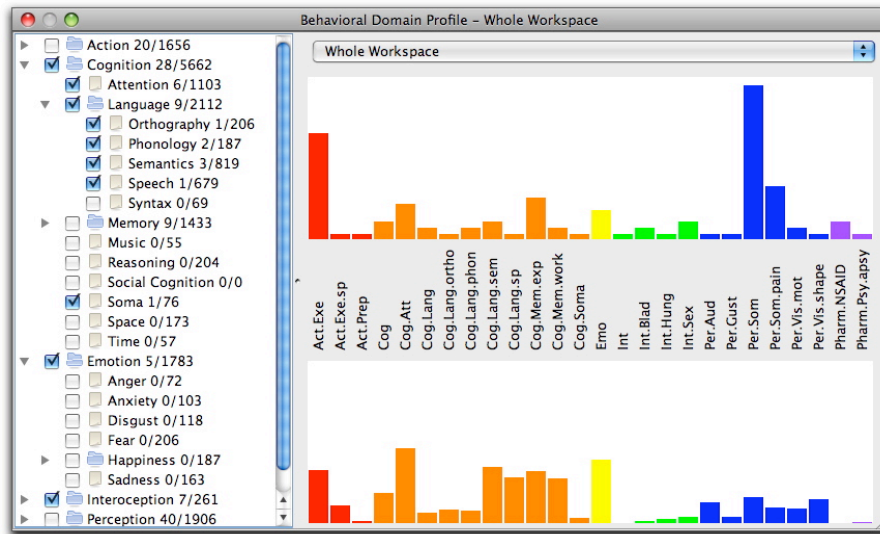 Behavioral Domain Profile – Whole Workspace
Action 20/1656
Cognition 28/5662
Attention 6/1103
Language 9/2112
Orthography 1/206
Phonology 2/187
Semantics 3/819
Speech 1/679
Syntax 0/69
Memory 9/1433
Music 0/55
Reasoning 0/204
Social Cognition 0/0
Soma 1/76
Space 0/173
Time 0/57
Emotion 5/1783
Anger 0/72
Anxiety 0/103
Disgust 0/118
Fear 0/206
Happiness 0/187
Sadness 0/163
Interoception 7/261
Perception 40/1906
Whole Workspace
Act.Exe
Act.Exe.sp
Act.Prep
Cog
Cog.Att
Cog.Lang
Cog.Lang.ortho
Cog.Lang.phon
Cog.Lang.sem
Cog.Lang.sp
Cog.Mem.exp
Cog.Mem.work
Cog.Soma
Emo
Int
Int.Blad
Int.Hung
Int.Sex
Per.Aud
Per.Gust
Per.Som
Per.Som.pain
Per.Vis.mot
Per.Vis.shape
Pharm.NSAID
Pharm.Psy.apsy